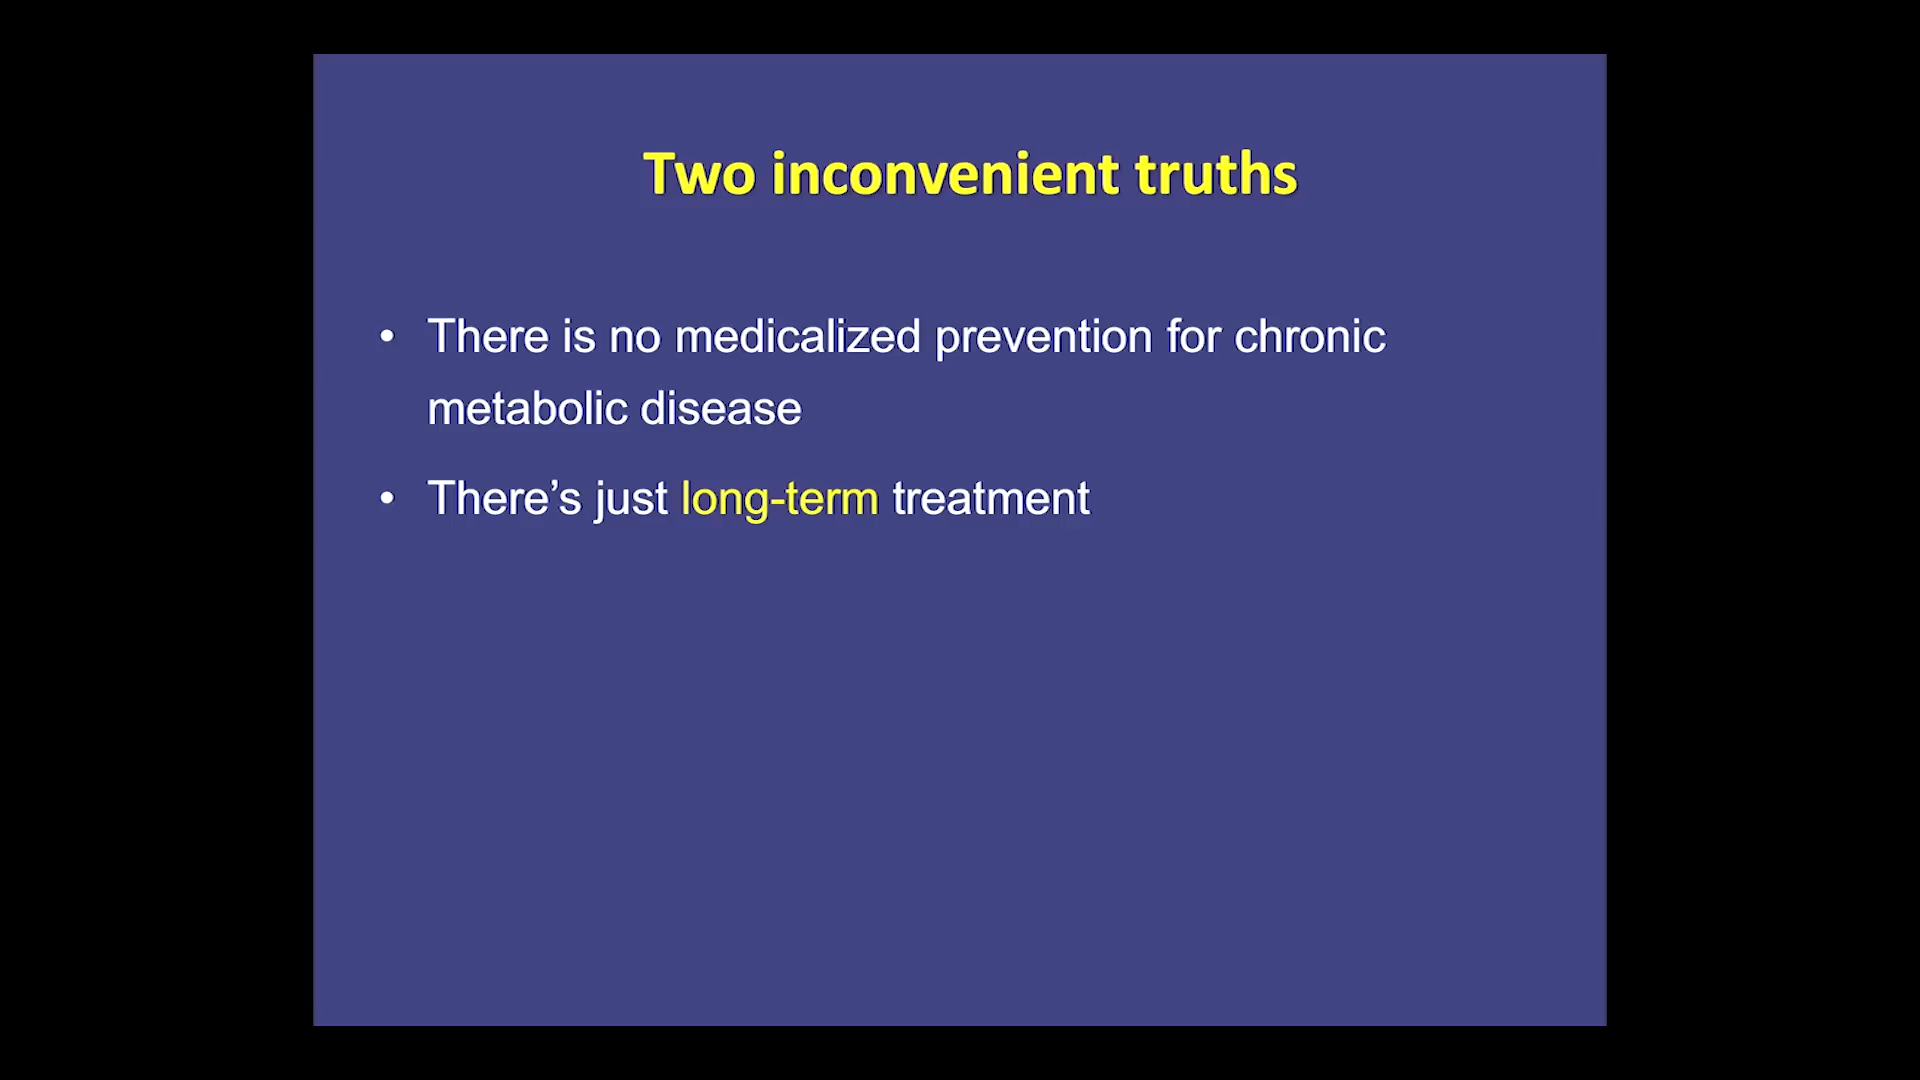 Two inconvenient truths
• There is no medicalized prevention for chronic
metabolic disease
• There’s just long-term treatment